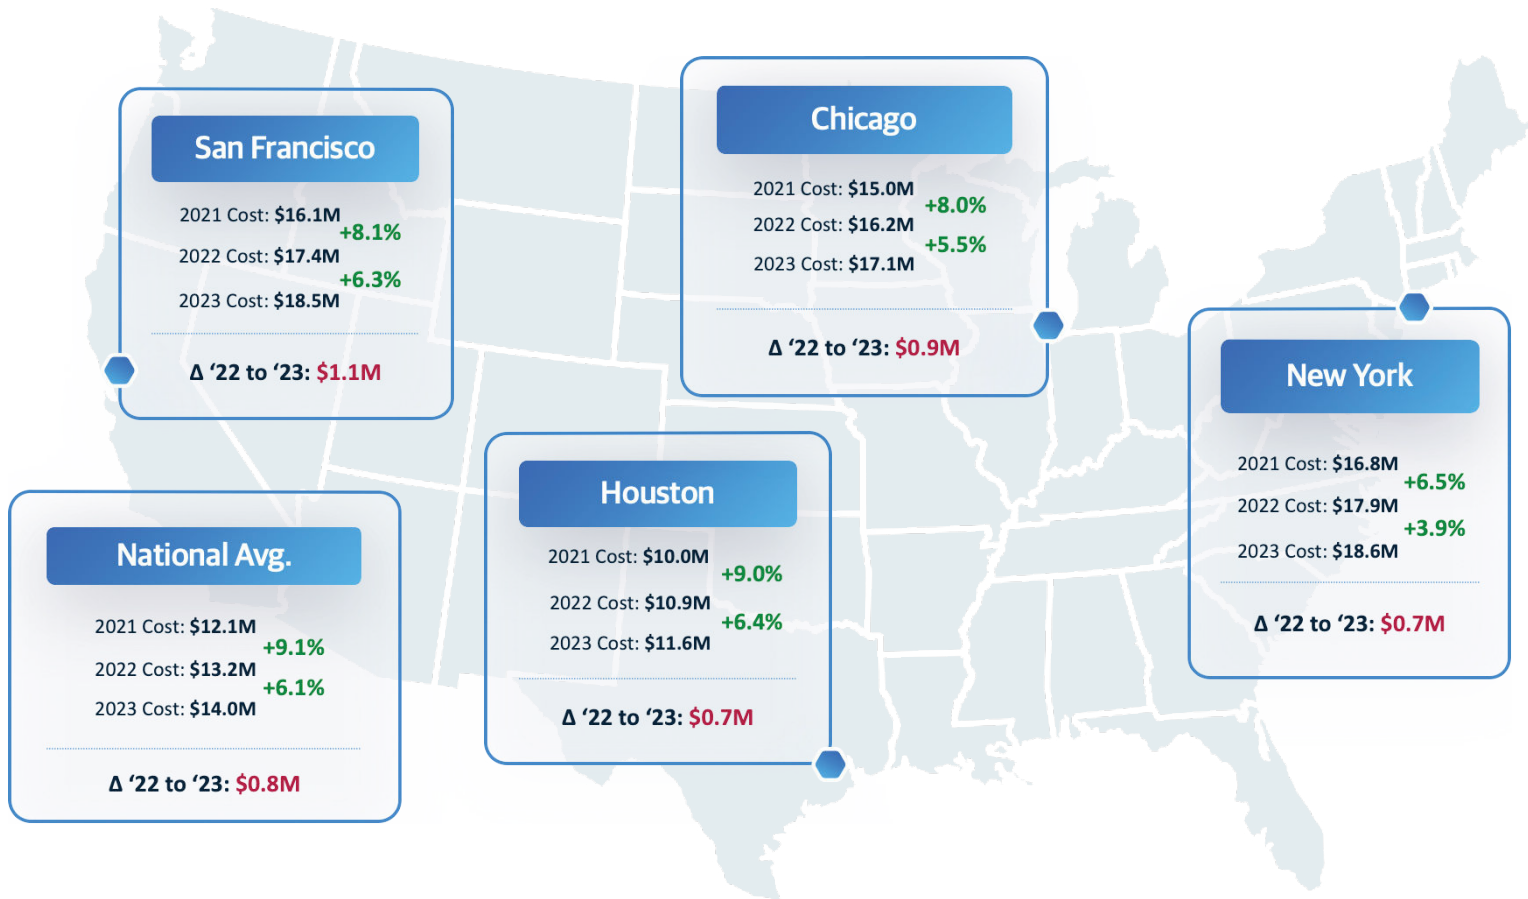 San Francisco
2021 Cost: $16.1M
+8.1%
2022 Cost: $17.4M
+6.3%
2023 Cost: $18.5M
Δ ‘22 to ‘23: $1.1M
Chicago
2021 Cost: $15.0M
+8.0%
2022 Cost: $16.2M
+5.5%
2023 Cost: $17.1M
Δ ‘22 to ‘23: $0.9M
New York
2021 Cost: $16.8M
+6.5%
2022 Cost: $17.9M
+3.9%
2023 Cost: $18.6M
Δ ‘22 to ‘23: $0.7M
Houston
2021 Cost: $10.0M
+9.0%
2022 Cost: $10.9M
+6.4%
2023 Cost: $11.6M
Δ ‘22 to ‘23: $0.7M
National Avg.
2021 Cost: $12.1M
+9.1%
2022 Cost: $13.2M
+6.1%
2023 Cost: $14.0M
Δ ‘22 to ‘23: $0.8M